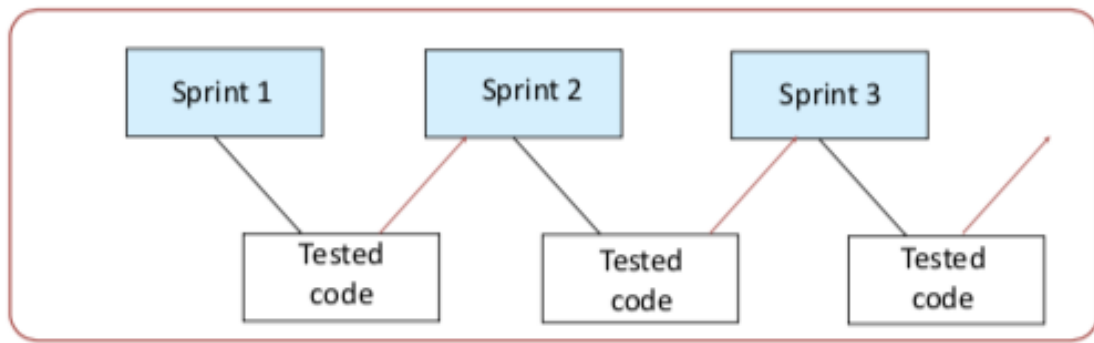 Sprint 1
Sprint 2
Sprint 3
Tested
code
Tested
code
Tested
code